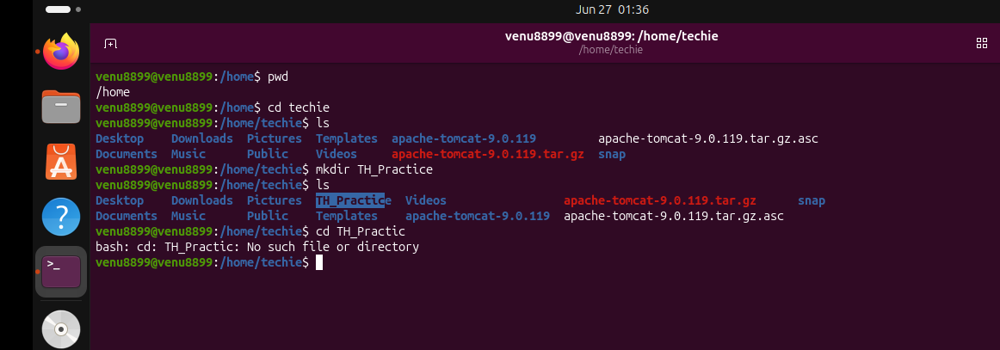 Jun 27 01:36
venu8899@venu8899: /home/techie
/home/techie
venu8899@venu8899:/home$ pwd
/home
venu8899@venu8899:/home$ cd techie
venu8899@venu8899:/home/techie$ ls
Desktop Downloads Pictures Templates apache-tomcat-9.0.119 apache-tomcat-9.0.119.tar.gz.asc
Documents Music Public Videos apache-tomcat-9.0.119.tar.gz snap
venu8899@venu8899:/home/techie$ mkdir TH_Practice
venu8899@venu8899:/home/techie$ ls
Desktop Downloads Pictures TH_Practice Videos apache-tomcat-9.0.119.tar.gz snap
Documents Music Public Templates apache-tomcat-9.0.119 apache-tomcat-9.0.119.tar.gz.asc
venu8899@venu8899:/home/techie$ cd TH_Practic
bash: cd: TH_Practic: No such file or directory
venu8899@venu8899:/home/techie$